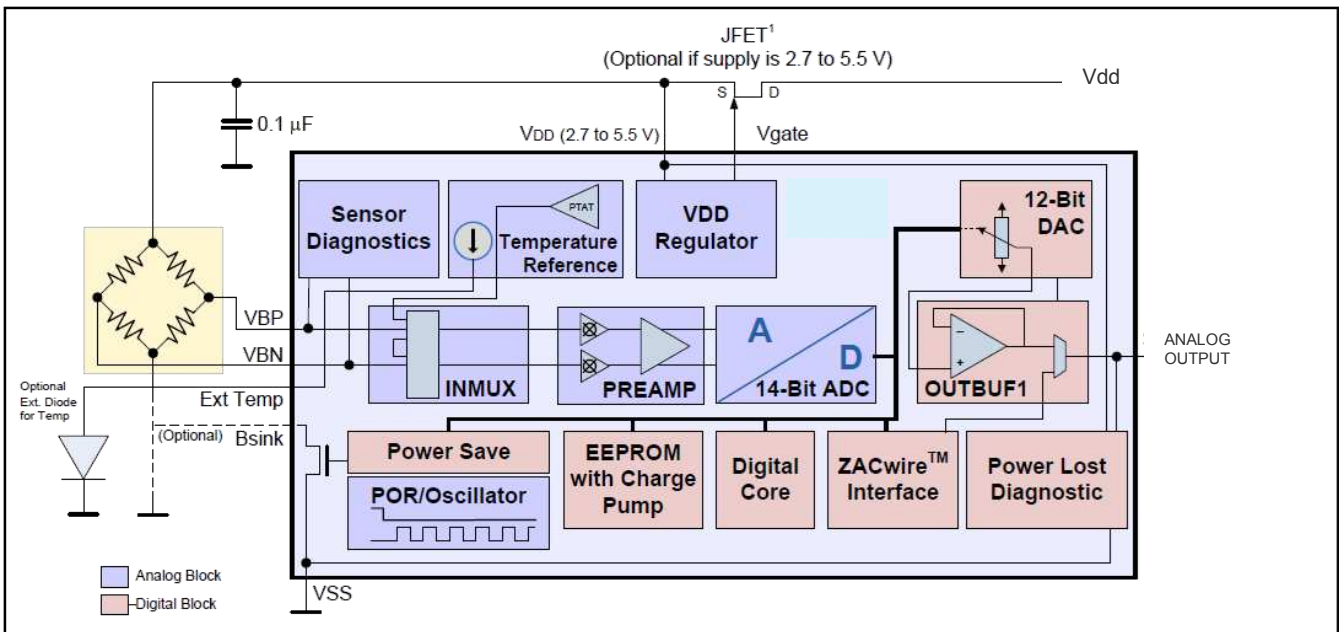 JFET¹
(Optional if supply is 2.7 to 5.5 V)
Vdd
S D
0.1 µF
VDD (2.7 to 5.5 V)
Vgate
Sensor
Diagnostics
PTAT
Temperature
Reference
VDD
Regulator
12-Bit
DAC
VBP
VBN
INMUX
PREAMP
A
D
14-Bit ADC
−
+
OUTBUF1
ANALOG
OUTPUT
Optional
Ext. Diode
for Temp
Ext Temp
(Optional)
Bsink
Power Save
POR/Oscillator
EEPROM
with Charge
Pump
Digital
Core
ZACwire™
Interface
Power Lost
Diagnostic
Analog Block
Digital Block
VSS